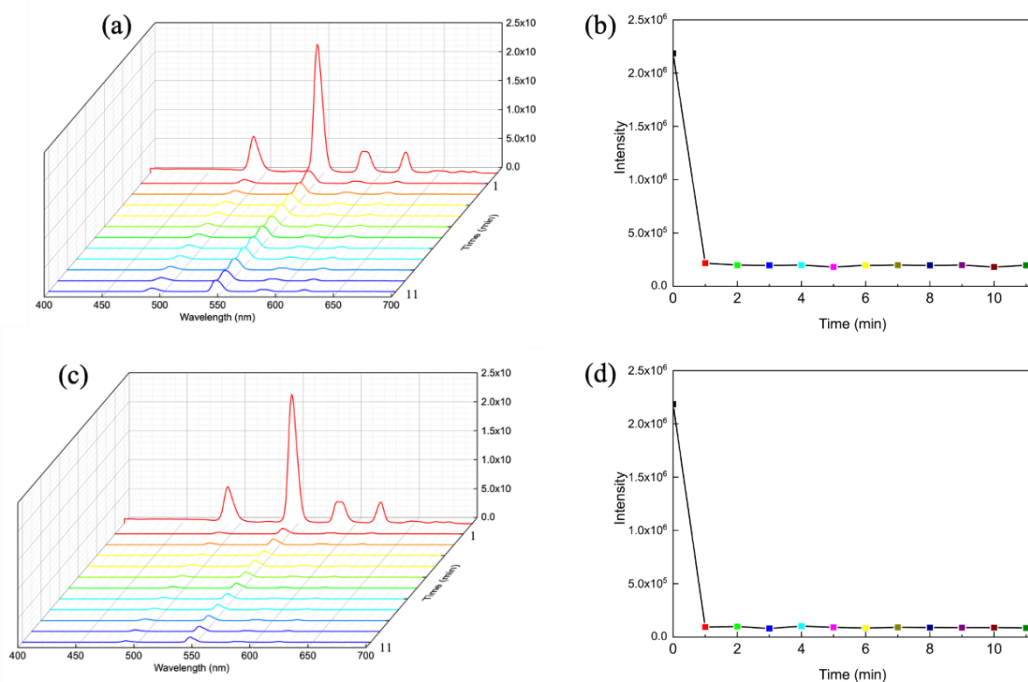 (a)
2.5x10
2.0x10
1.5x10
1.0x10
5.0x10
0.0
1
Time (min)
11
400 450 500 550 600 650 700
Wavelength (nm)
(b)
2.5x10⁶
2.0x10⁶
1.5x10⁶
1.0x10⁶
5.0x10⁵
0.0
Intensity
0 2 4 6 8 10
Time (min)
(c)
2.5x10
2.0x10
1.5x10
1.0x10
5.0x10
0.0
1
Time (min)
11
400 450 500 550 600 650 700
Wavelength (nm)
(d)
2.5x10⁶
2.0x10⁶
1.5x10⁶
1.0x10⁶
5.0x10⁵
0.0
Intensity
0 2 4 6 8 10
Time (min)